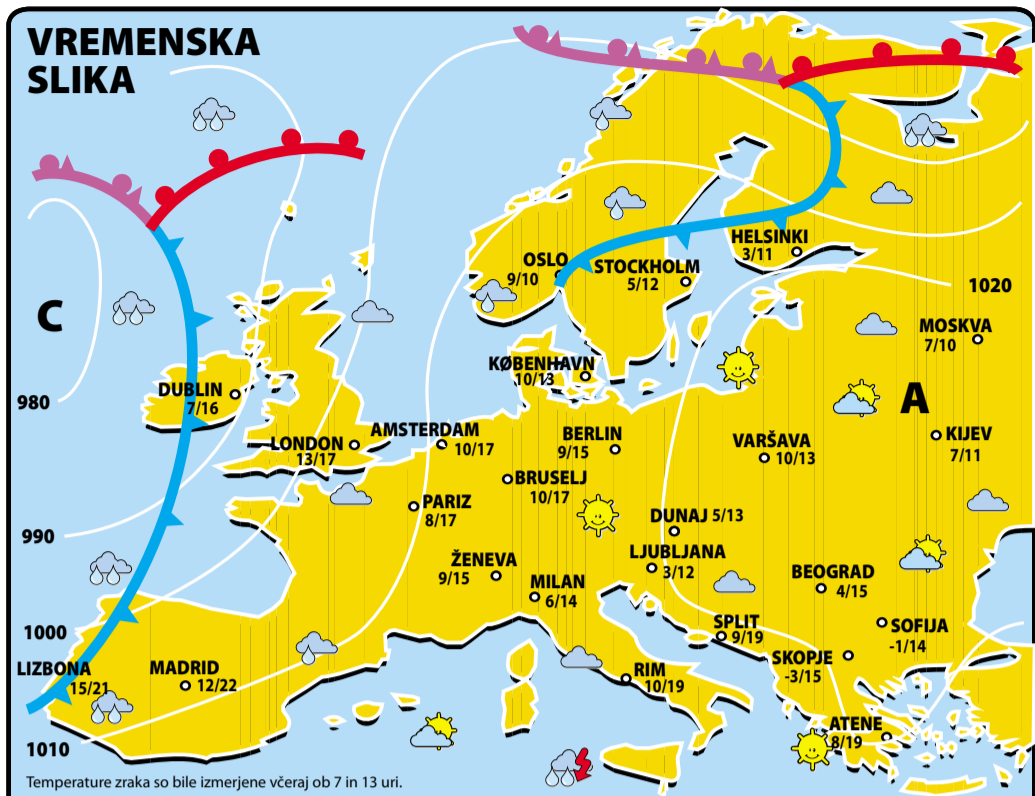 VREMENSKA
SLIKA
HELSINKI
3/11
OSLO
9/10
STOCKHOLM
5/12
1020
C
MOSKVA
7/10
KØBENHAVN
10/13
DUBLIN
7/16
980
A
AMSTERDAM
10/17
LONDON
13/17
BERLIN
9/15
VARŠAVA
10/13
KIJEV
7/11
BRUSELJ
10/17
PARIZ
8/17
DUNAJ 5/13
990
LJUBLJANA
3/12
ŽENEVA
9/15
MILAN
6/14
BEOGRAD
4/15
1000
SPLIT
9/19
SOFIJA
-1/14
SKOPJE
-3/15
LIZBONA
15/21
MADRID
12/22
RIM
10/19
ATENE
8/19
1010
Temperature zraka so bile izmerjene včeraj ob 7 in 13 uri.